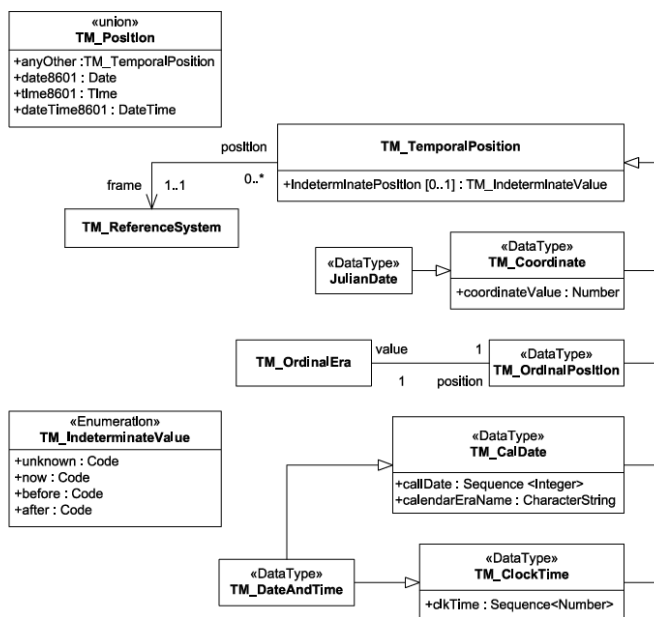 «union»
TM_Position
+anyOther :TM_TemporalPosition
+date8601 : Date
+time8601 : Time
+dateTime8601 : DateTime
position
TM_TemporalPosition
+IndeterminatePosition [0..1] : TM_IndeterminateValue
frame
1..1
0..*
TM_ReferenceSystem
«DataType»
JulianDate
«DataType»
TM_Coordinate
+coordinateValue : Number
TM_OrdinalEra
value
1
1
position
«DataType»
TM_OrdinalPosition
«Enumeration»
TM_IndeterminateValue
+unknown : Code
+now : Code
+before : Code
+after : Code
«DataType»
TM_CalDate
+callDate : Sequence <Integer>
+calendarEraName : CharacterString
«DataType»
TM_DateAndTime
«DataType»
TM_ClockTime
+clkTime : Sequence<Number>